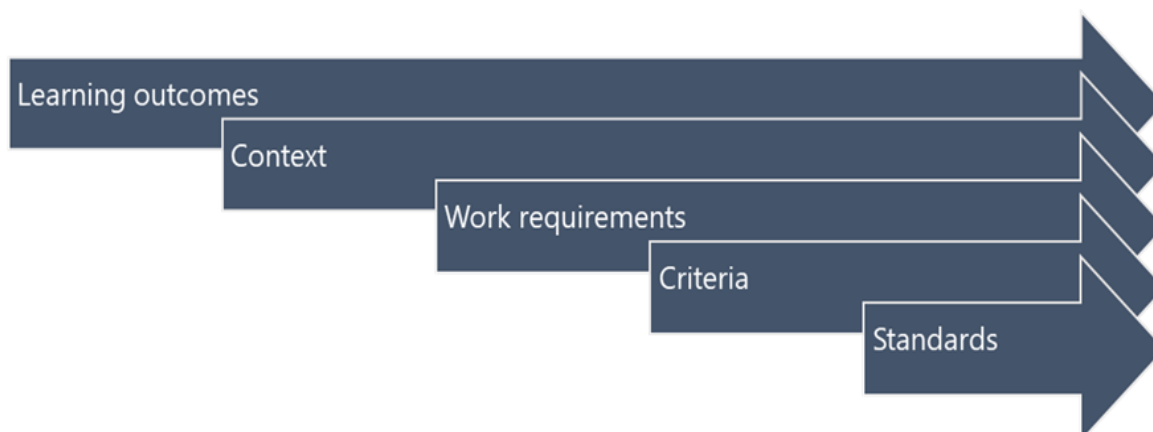 Learning outcomes
Context
Work requirements
Criteria
Standards